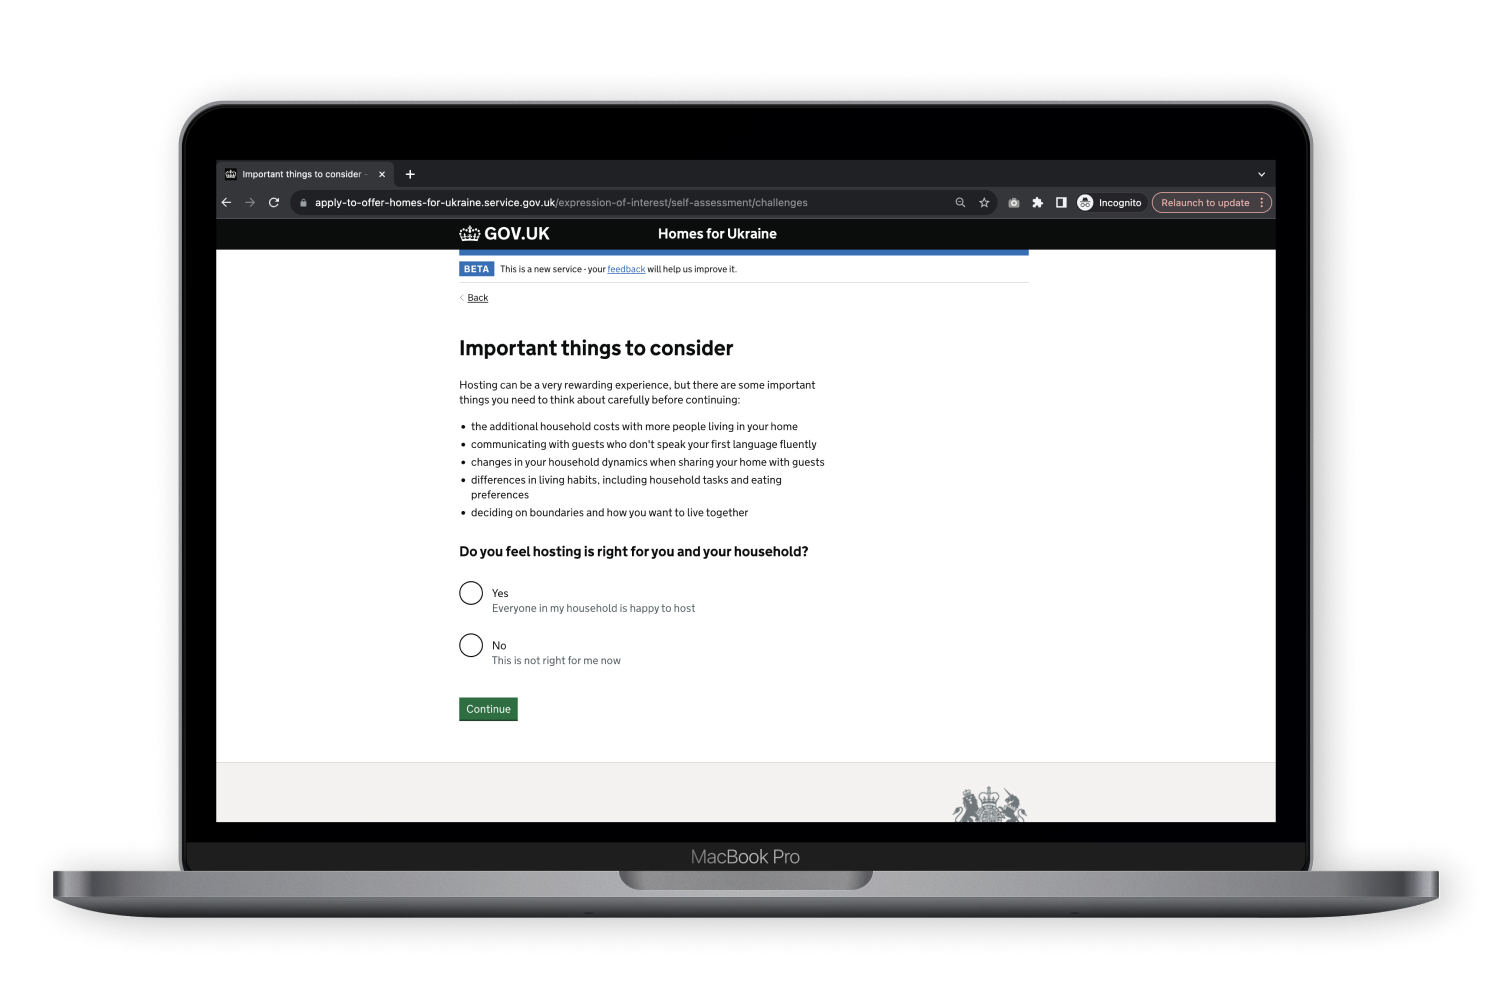 Important things to consider -
apply-to-offer-homes-for-ukraine.service.gov.uk/expression-of-interest/self-assessment/challenges
Incognito
Relaunch to update
GOV.UK
Homes for Ukraine
BETA
This is a new service - your feedback will help us improve it.
Back
Important things to consider
Hosting can be a very rewarding experience, but there are some important
things you need to think about carefully before continuing:
• the additional household costs with more people living in your home
• communicating with guests who don't speak your first language fluently
• changes in your household dynamics when sharing your home with guests
• differences in living habits, including household tasks and eating
preferences
• deciding on boundaries and how you want to live together
Do you feel hosting is right for you and your household?
Yes
Everyone in my household is happy to host
No
This is not right for me now
Continue
MacBook Pro